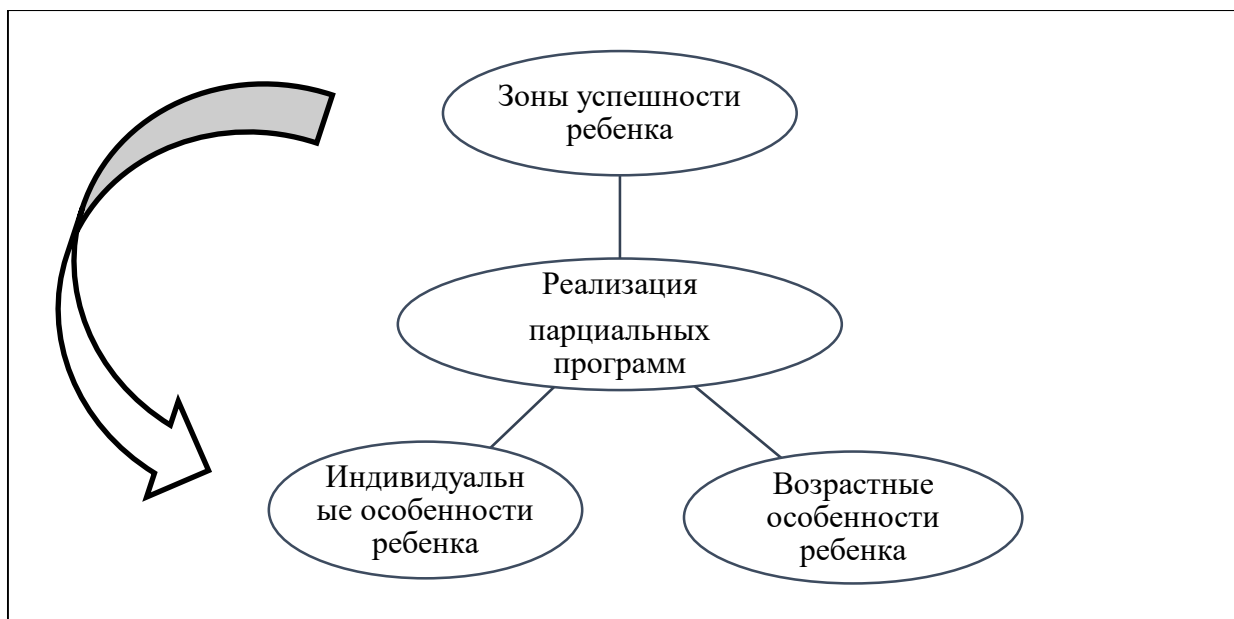 Зоны успешности
ребенка
Реализация
парциальных
программ
Индивидуальн
ые особенности
ребенка
Возрастные
особенности
ребенка